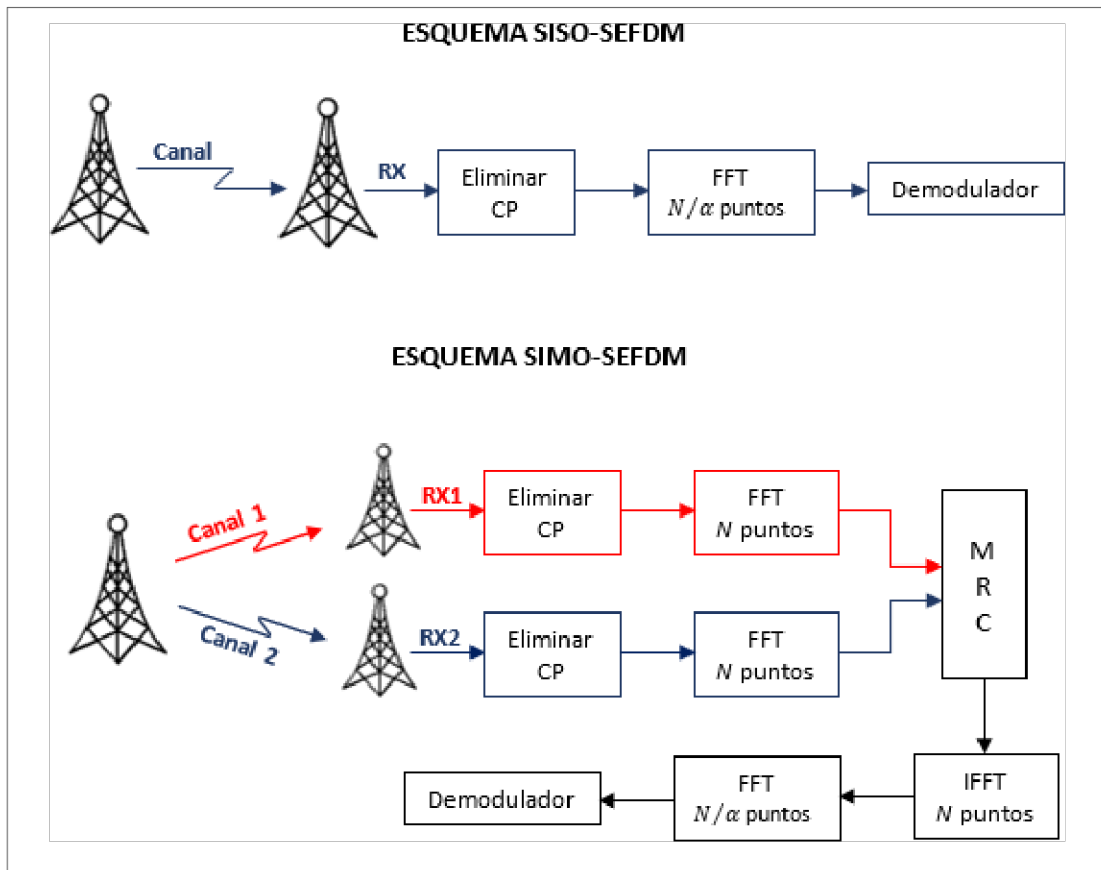 ESQUEMA SISO-SEFDM
Canal
RX
Eliminar
CP
FFT
N/α puntos
Demodulador
ESQUEMA SIMO-SEFDM
Canal 1
RX1
Eliminar
CP
FFT
N puntos
Canal 2
RX2
Eliminar
CP
FFT
N puntos
M
R
C
Demodulador
FFT
N/α puntos
IFFT
N puntos